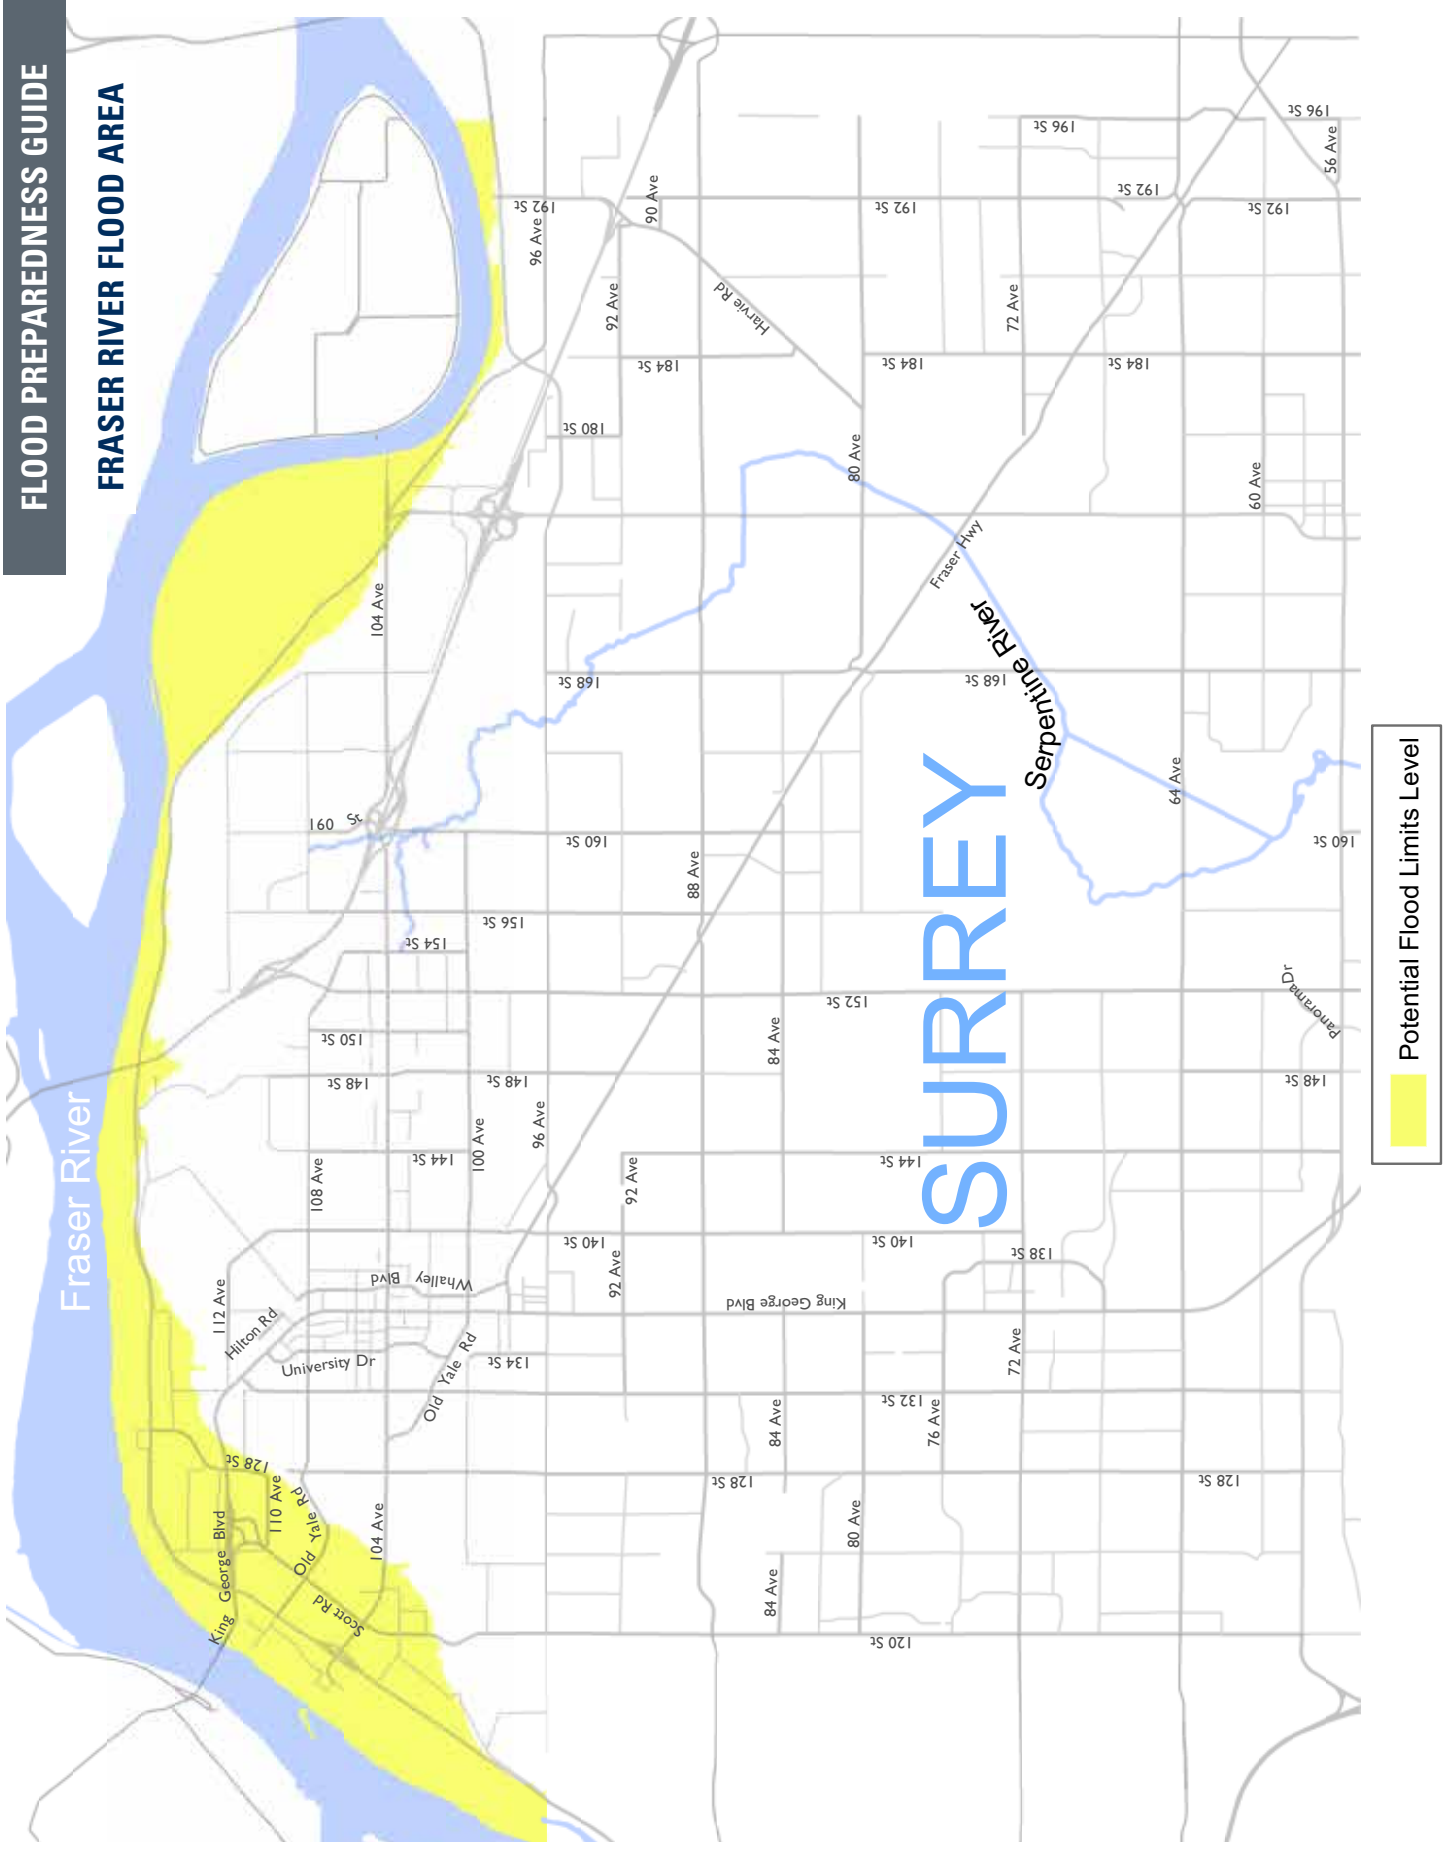 FLOOD PREPAREDNESS GUIDE
FRASER RIVER FLOOD AREA
Fraser River
SURREY
Serpentine River
Potential Flood Limits Level
196 St
196 St
56 Ave
192 St
192 St
192 St
192 St
96 Ave
90 Ave
92 Ave
Harvie Rd
72 Ave
184 St
184 St
184 St
180 St
80 Ave
60 Ave
Fraser Hwy
104 Ave
168 St
168 St
64 Ave
160 St
160 St
160 St
88 Ave
156 St
154 St
152 St
Panorama Dr
150 St
84 Ave
148 St
148 St
148 St
96 Ave
100 Ave
144 St
144 St
108 Ave
92 Ave
140 St
140 St
138 St
92 Ave
Whalley Blvd
112 Ave
Hilton Rd
King George Blvd
University Dr
Old Yale Rd
134 St
72 Ave
132 St
84 Ave
76 Ave
128 St
128 St
128 St
110 Ave
Old Yale Rd
King George Blvd
104 Ave
80 Ave
84 Ave
Scott Rd
120 St